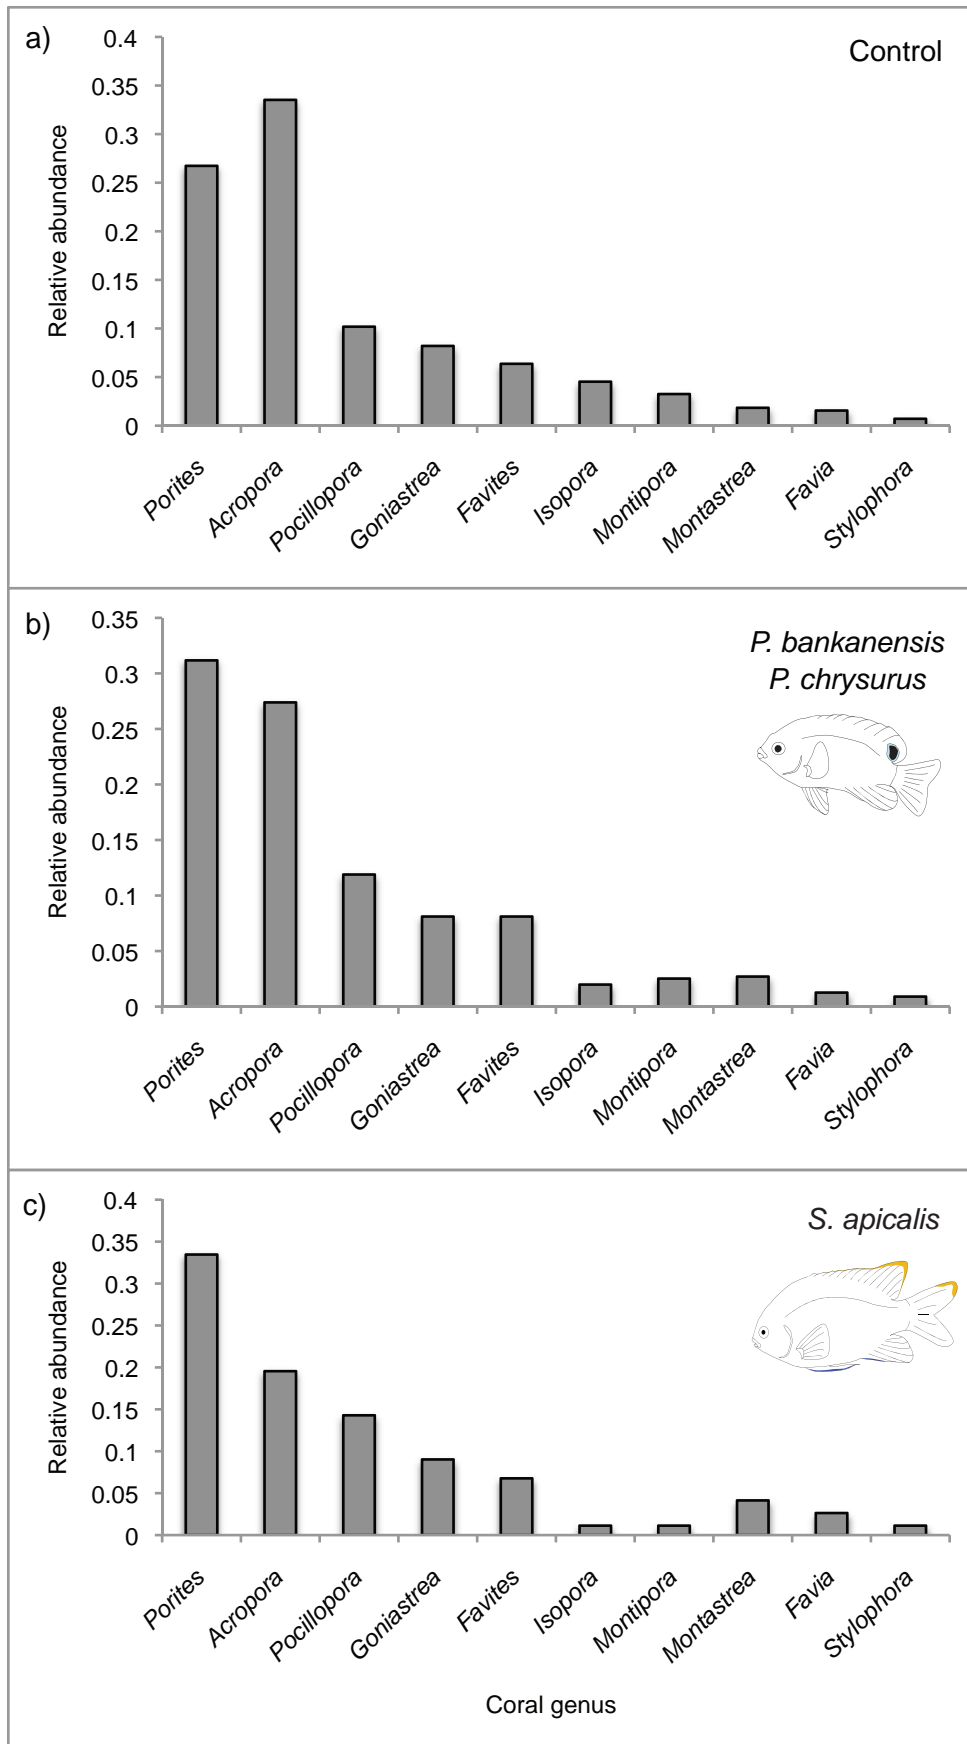 a)
Control
Relative abundance
0.4
0.35
0.3
0.25
0.2
0.15
0.1
0.05
0
Porites
Acropora
Pocillopora
Goniastrea
Favites
Isopora
Montipora
Montastrea
Favia
Stylophora
b)
P. bankanensis
P. chrysurus
Relative abundance
0.35
0.3
0.25
0.2
0.15
0.1
0.05
0
Porites
Acropora
Pocillopora
Goniastrea
Favites
Isopora
Montipora
Montastrea
Favia
Stylophora
c)
S. apicalis
Relative abundance
0.4
0.35
0.3
0.25
0.2
0.15
0.1
0.05
0
Porites
Acropora
Pocillopora
Goniastrea
Favites
Isopora
Montipora
Montastrea
Favia
Stylophora
Coral genus